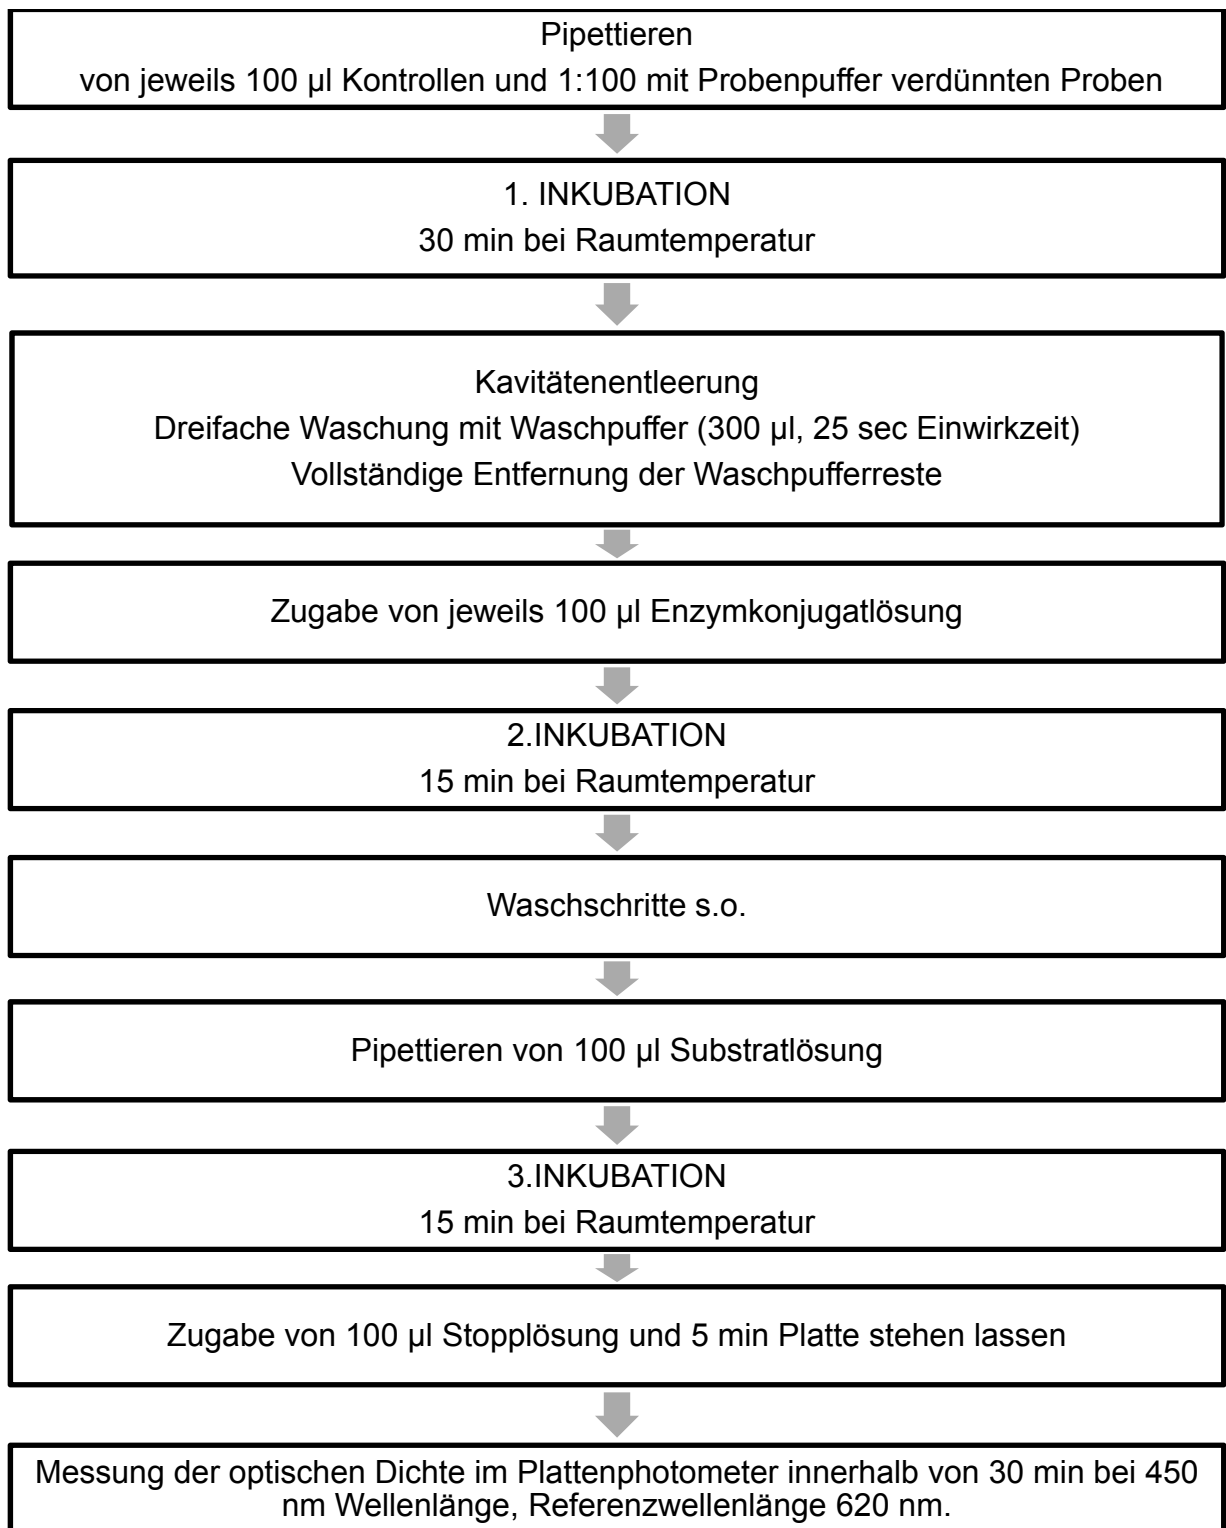 Pipettieren
von jeweils 100 µl Kontrollen und 1:100 mit Probenpuffer verdünnten Proben
1. INKUBATION
30 min bei Raumtemperatur
Kavitätenentleerung
Dreifache Waschung mit Waschpuffer (300 µl, 25 sec Einwirkzeit)
Vollständige Entfernung der Waschpufferreste
Zugabe von jeweils 100 µl Enzymkonjugatlösung
2.INKUBATION
15 min bei Raumtemperatur
Waschschritte s.o.
Pipettieren von 100 µl Substratlösung
3.INKUBATION
15 min bei Raumtemperatur
Zugabe von 100 µl Stopplösung und 5 min Platte stehen lassen
Messung der optischen Dichte im Plattenphotometer innerhalb von 30 min bei 450
nm Wellenlänge, Referenzwellenlänge 620 nm.